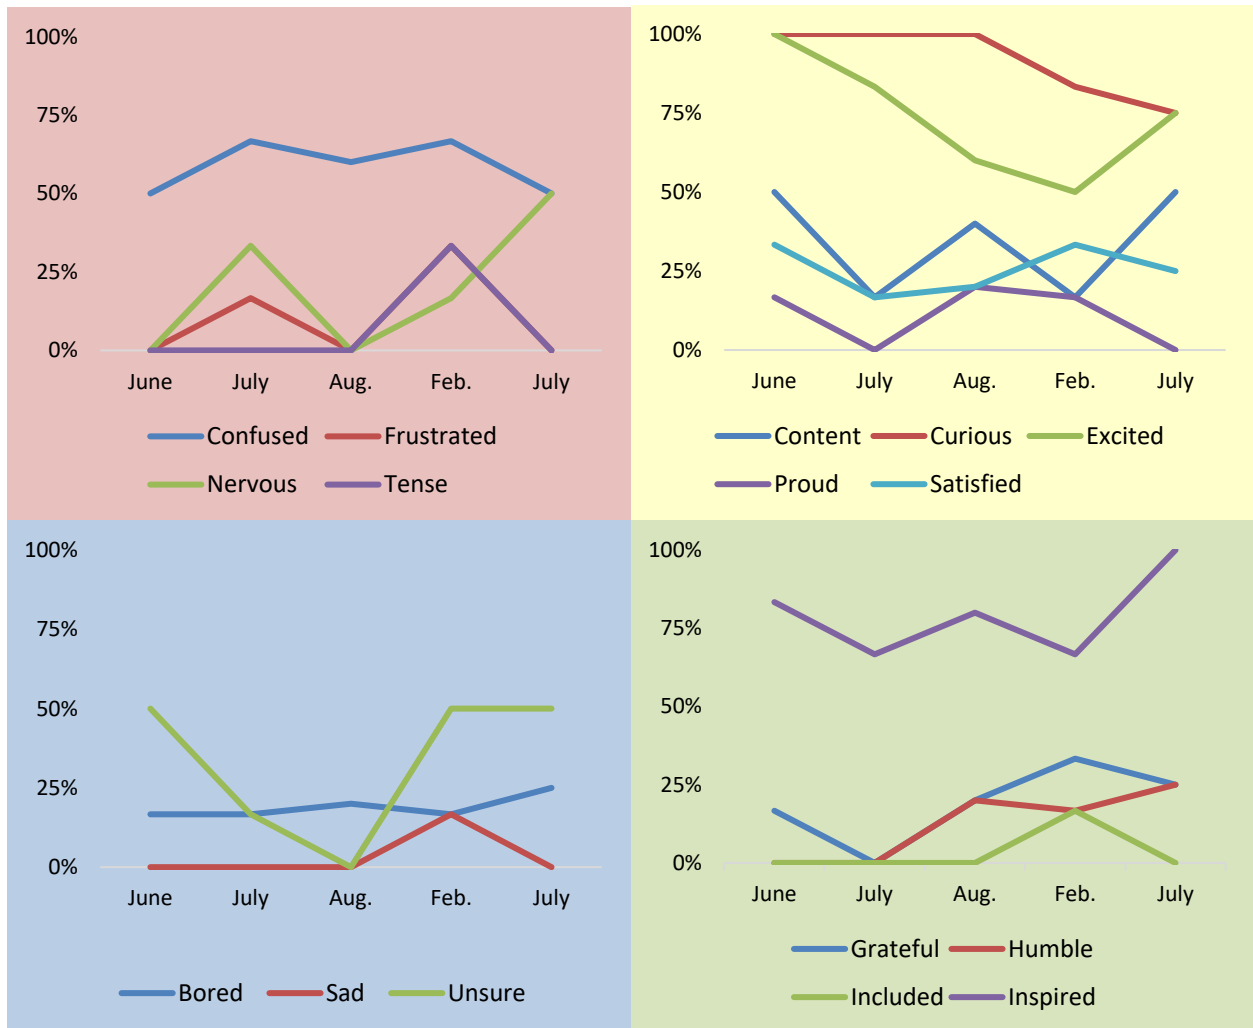 100%
75%
50%
25%
0%
June July Aug. Feb. July
Confused Frustrated
Nervous Tense
100%
75%
50%
25%
0%
June July Aug. Feb. July
Content Curious Excited
Proud Satisfied
100%
75%
50%
25%
0%
June July Aug. Feb. July
Bored Sad Unsure
100%
75%
50%
25%
0%
June July Aug. Feb. July
Grateful Humble
Included Inspired